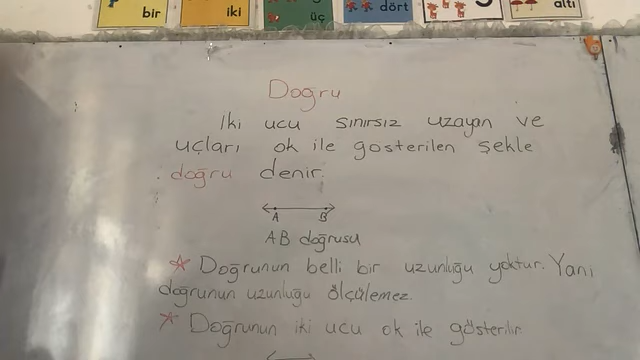 bir iki üç dört altı
Doğru
İki ucu sınırsız uzayan ve
uçları ok ile gösterilen şekle
doğru denir.
A B
AB doğrusu
* Doğrunun belli bir uzunluğu yoktur. Yani
doğrunun uzunluğu ölçülemez.
* Doğrunun iki ucu ok ile gösterilir